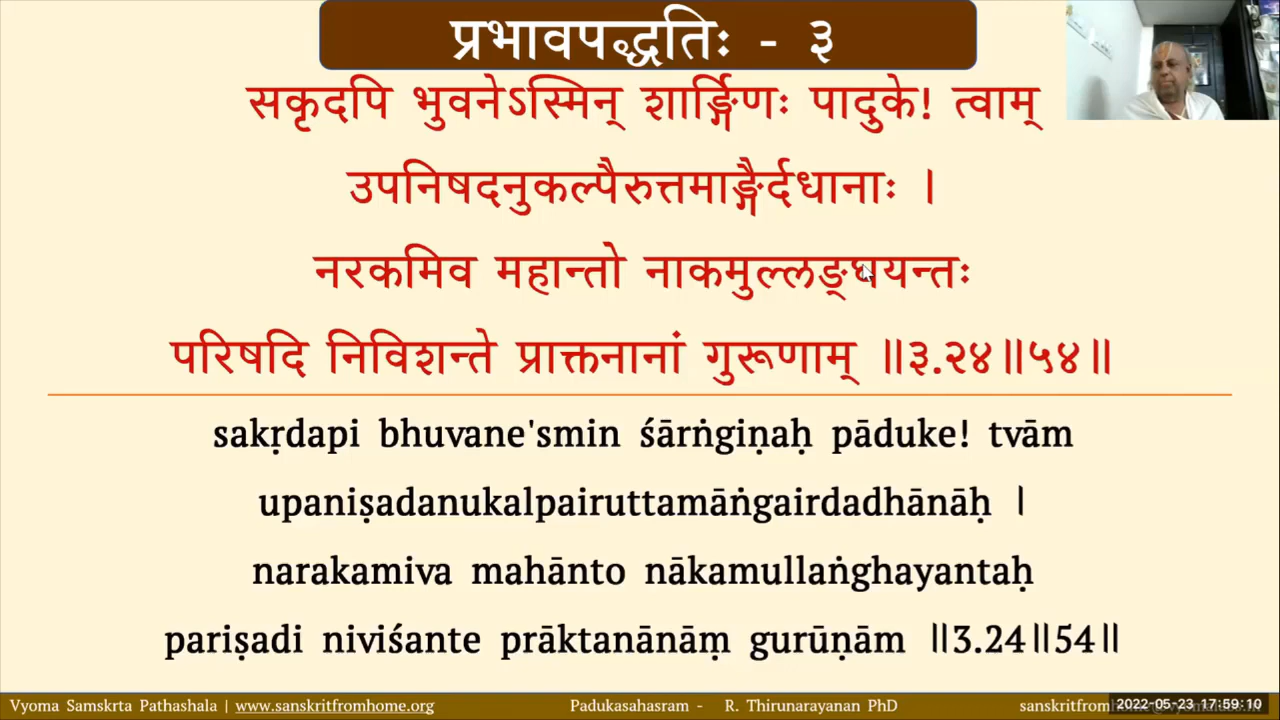 प्रभावपद्धतिः - ३
सकृदपि भुवनेऽस्मिन् शार्ङ्गिणः पादुके! त्वाम्
उपनिषदनुकल्पैरुत्तमाङ्गैर्दधानाः ।
नरकमिव महान्तो नाकमुल्लङ्घयन्तः
परिषदि निविशन्ते प्राक्तनानां गुरूणाम् ॥३.२४॥५४॥
sakṛdapi bhuvane'smin śārṅgiṇaḥ pāduke! tvām
upaniṣadanukalpairuttamāṅgairdadhānāḥ |
narakamiva mahānto nākamullaṅghayantaḥ
pariṣadi niviśante prāktanānāṃ gurūṇām ||3.24||54||
Vyoma Samskrta Pathashala | www.sanskritfromhome.org Padukasahasram - R. Thirunarayanan PhD 2022-05-23 17:59:10